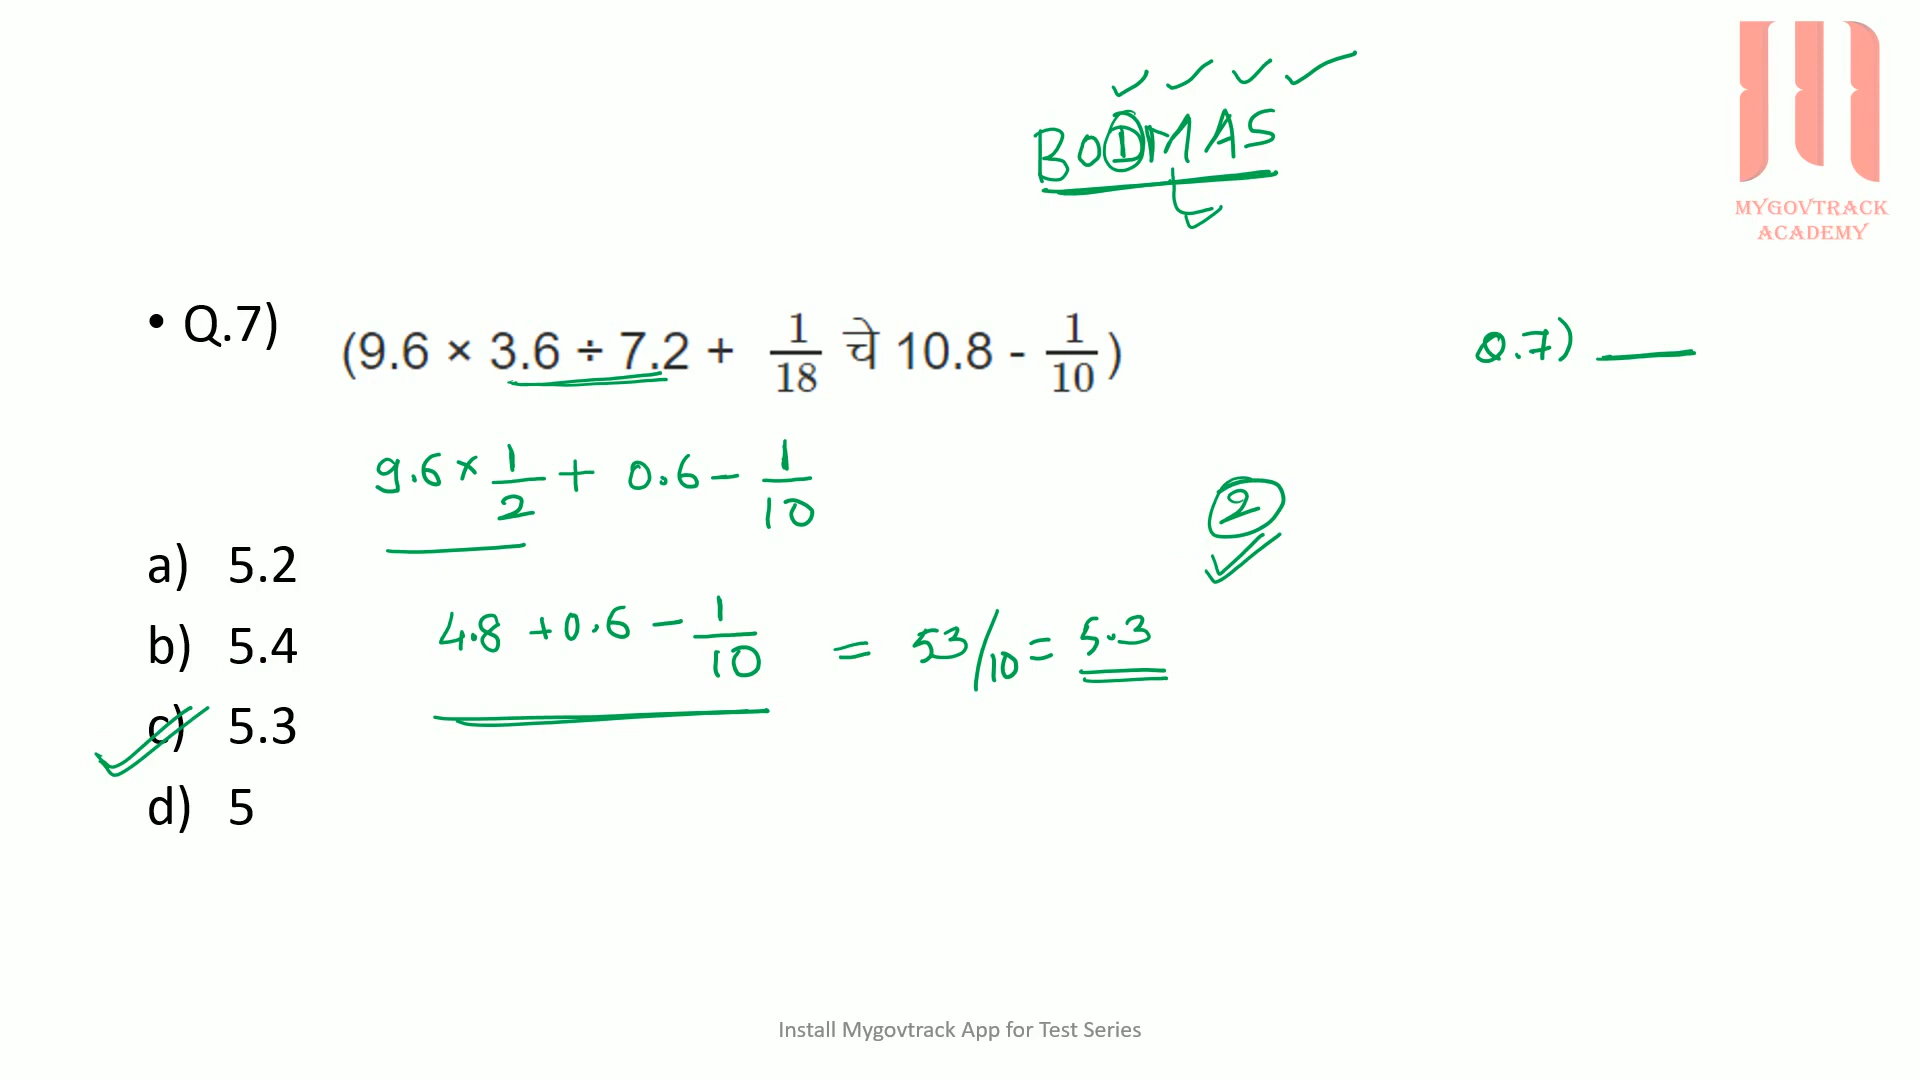 BODMAS
MYGOVTRACK
ACADEMY
• Q.7) (9.6 × 3.6 ÷ 7.2 + 1/18 चे 10.8 - 1/10)
Q.7)
9.6 × 1/2 + 0.6 - 1/10
2
a) 5.2
b) 5.4
4.8 + 0.6 - 1/10 = 53/10 = 5.3
c) 5.3
d) 5
Install Mygovtrack App for Test Series